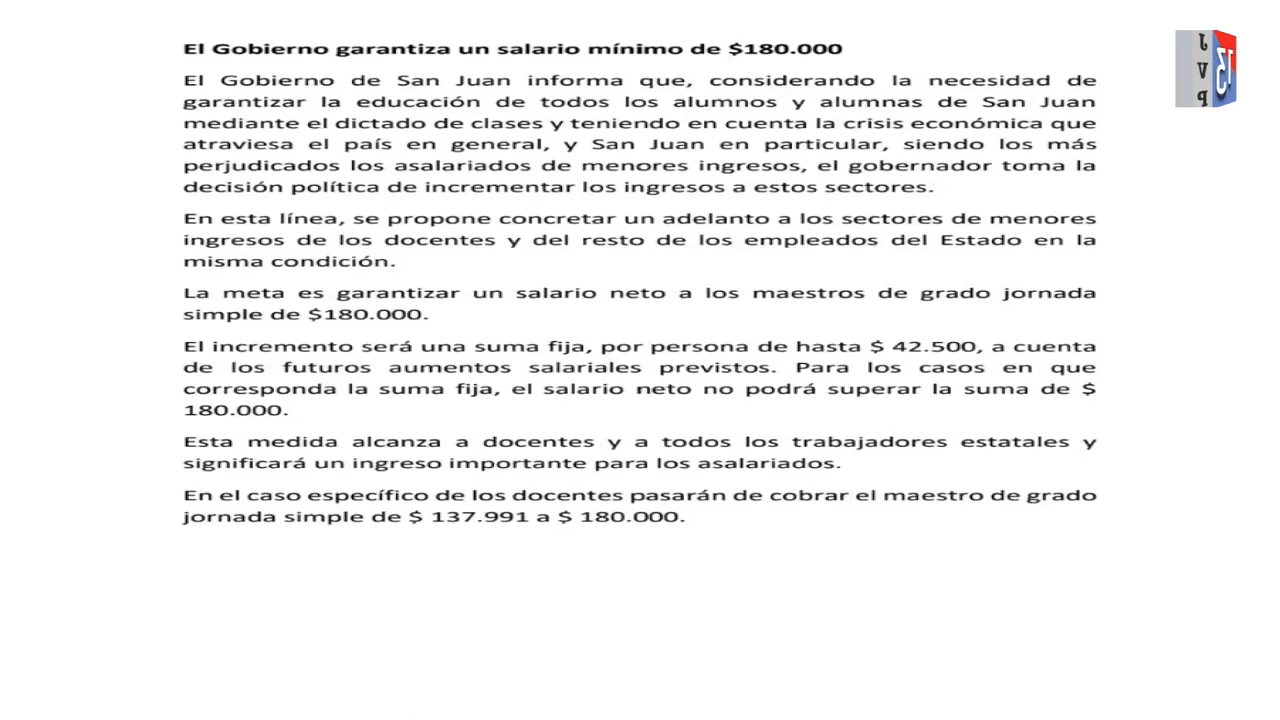 El Gobierno garantiza un salario mínimo de $180.000
El Gobierno de San Juan informa que, considerando la necesidad de
garantizar la educación de todos los alumnos y alumnas de San Juan
mediante el dictado de clases y teniendo en cuenta la crisis económica que
atraviesa el país en general, y San Juan en particular, siendo los más
perjudicados los asalariados de menores ingresos, el gobernador toma la
decisión política de incrementar los ingresos a estos sectores.
En esta línea, se propone concretar un adelanto a los sectores de menores
ingresos de los docentes y del resto de los empleados del Estado en la
misma condición.
La meta es garantizar un salario neto a los maestros de grado jornada
simple de $180.000.
El incremento será una suma fija, por persona de hasta $ 42.500, a cuenta
de los futuros aumentos salariales previstos. Para los casos en que
corresponda la suma fija, el salario neto no podrá superar la suma de $
180.000.
Esta medida alcanza a docentes y a todos los trabajadores estatales y
significará un ingreso importante para los asalariados.
En el caso específico de los docentes pasarán de cobrar el maestro de grado
jornada simple de $ 137.991 a $ 180.000.